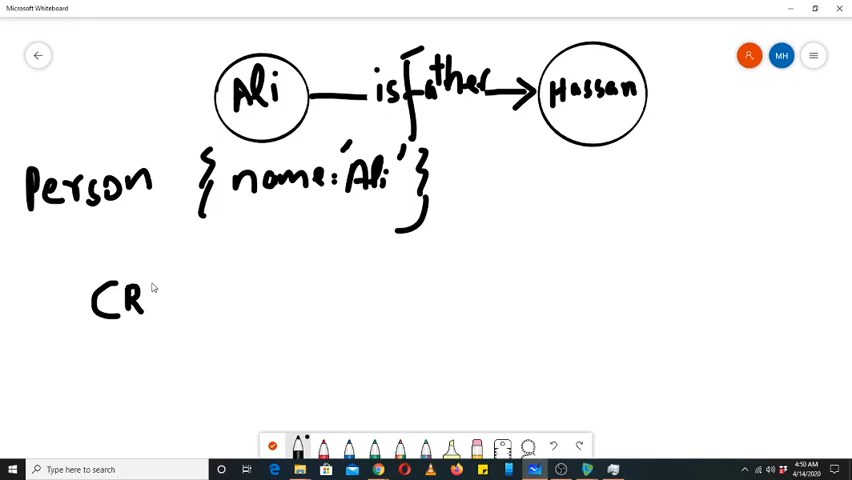 Microsoft Whiteboard
MH
Ali isfather Hassan
Person { name:'Ali' }
CR
Type here to search
4:50 AM
4/14/2020